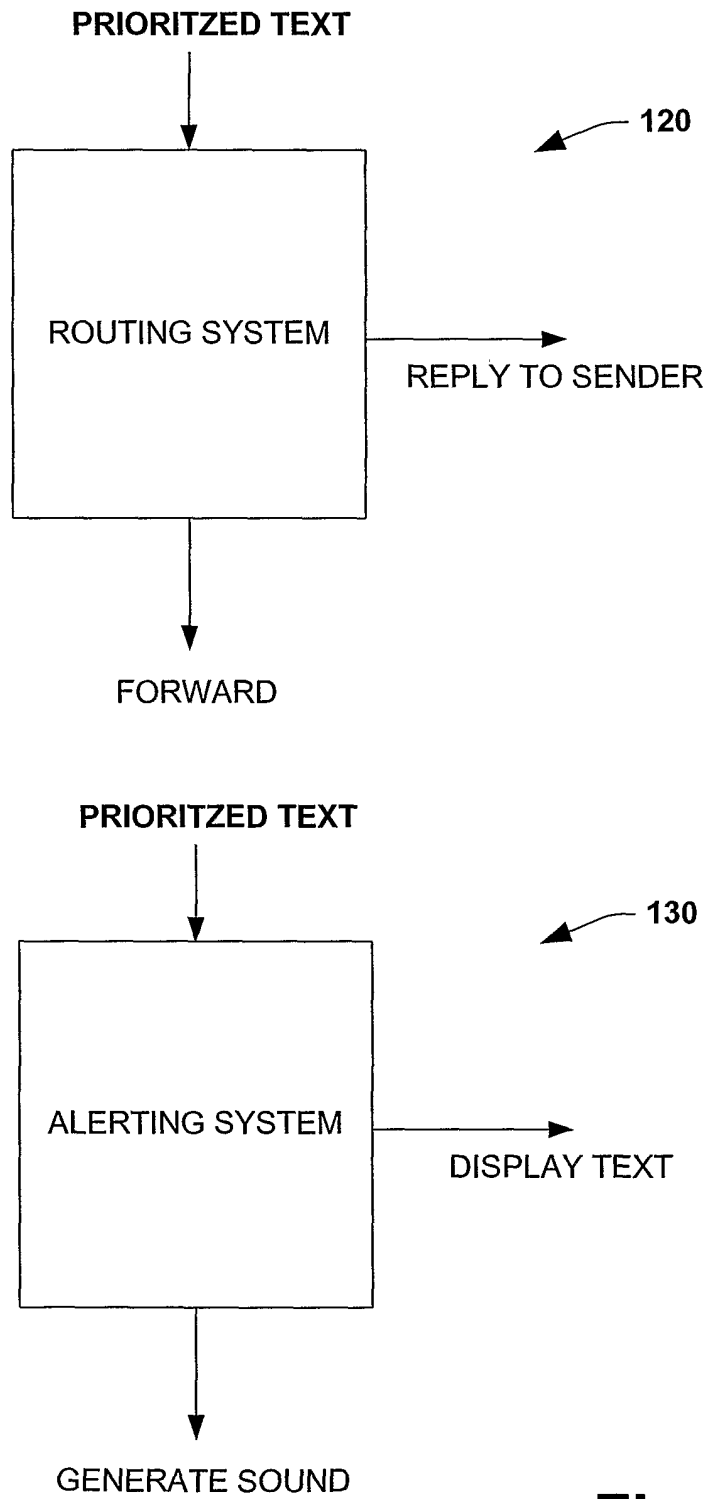 PRIORITZED TEXT
120
ROUTING SYSTEM
REPLY TO SENDER
FORWARD
PRIORITZED TEXT
130
ALERTING SYSTEM
DISPLAY TEXT
GENERATE SOUND